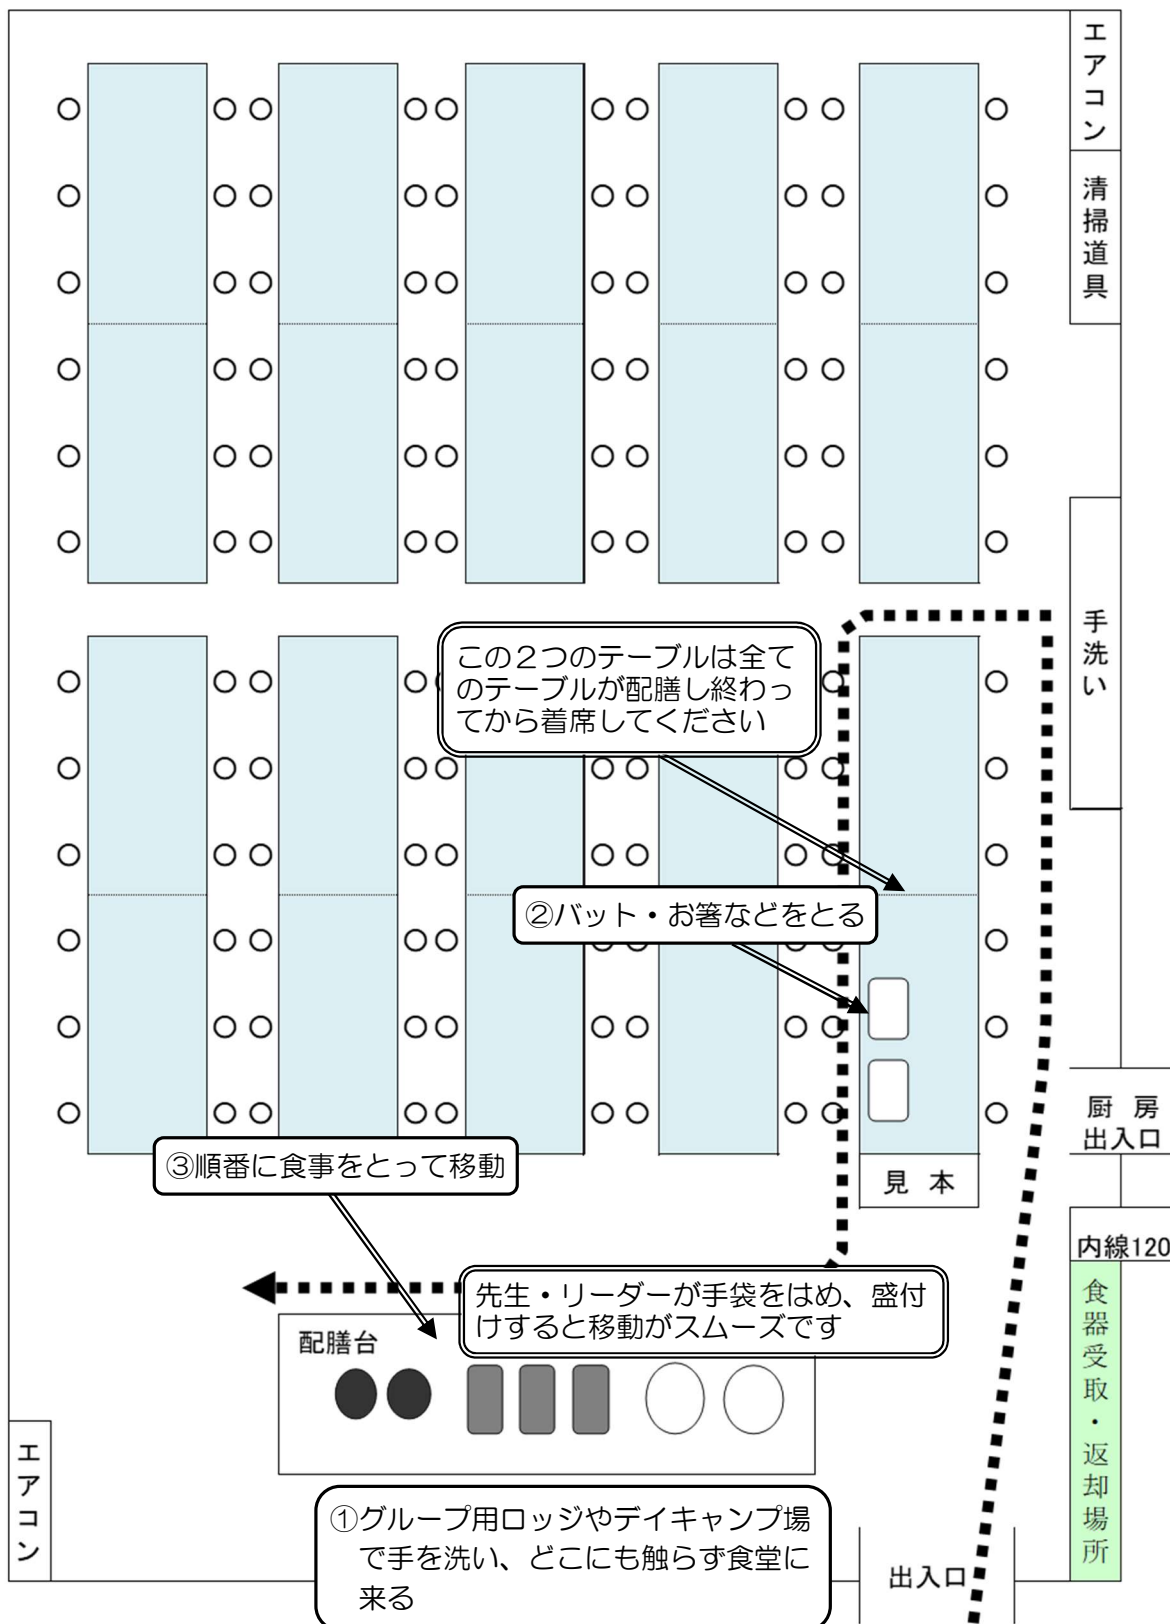 エアコン
清掃道具
手洗い
この２つのテーブルは全て
のテーブルが配膳し終わっ
てから着席してください
②バット・お箸などをとる
厨 房
出入口
③順番に食事をとって移動
見 本
内線120
食器受取・返却場所
先生・リーダーが手袋をはめ、盛付
けすると移動がスムーズです
配膳台
エアコン
①グループ用ロッジやデイキャンプ場
で手を洗い、どこにも触らず食堂に
来る
出入口